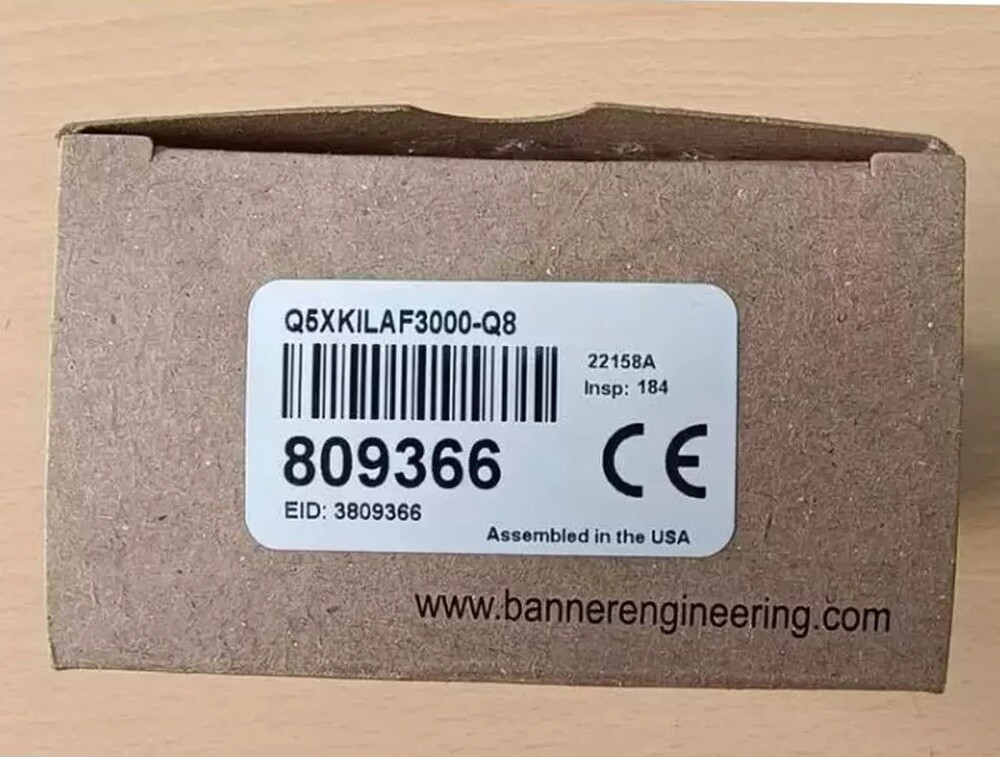 Q5XKILAF3000-Q8
22158A
Insp: 184
809366
CE
EID: 3809366
Assembled in the USA
www.bannerengineering.com